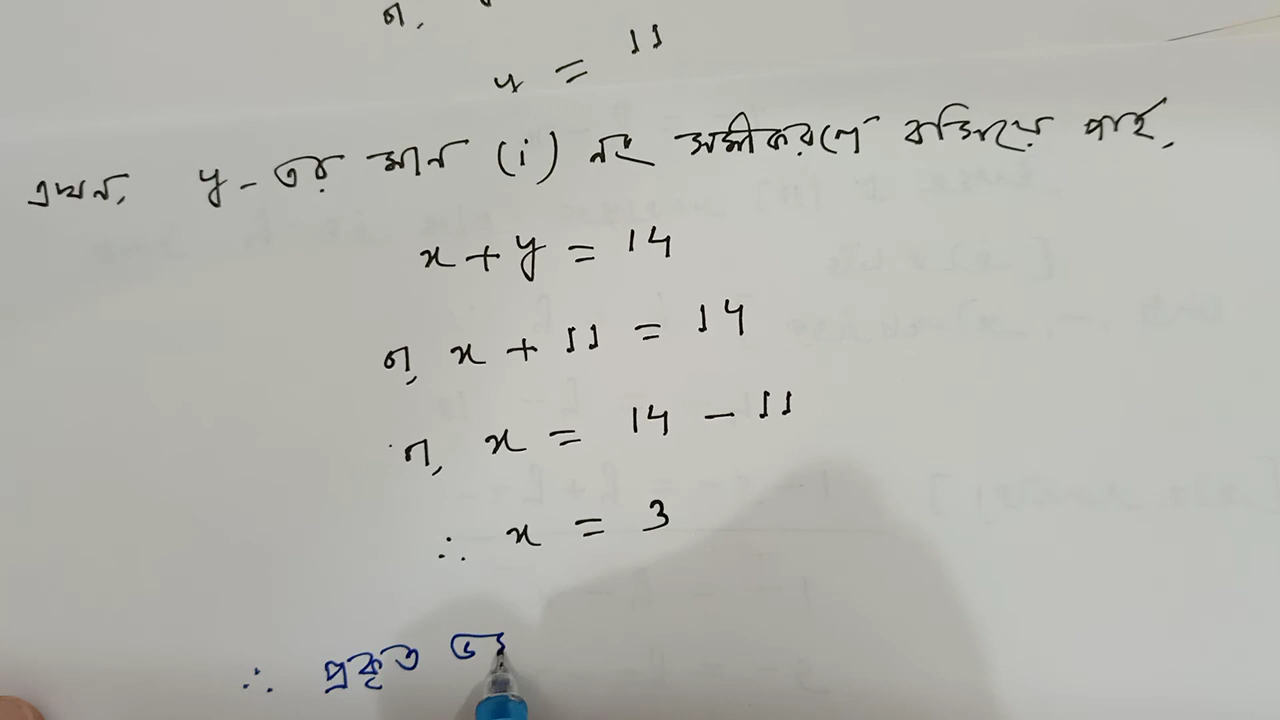 বা,
y = 11
এখন, y-এর মান (i) নং সমীকরণে বসিয়ে পাই,
x + y = 14
বা, x + 11 = 14
বা, x = 14 - 11
∴ x = 3
∴ প্রকৃত